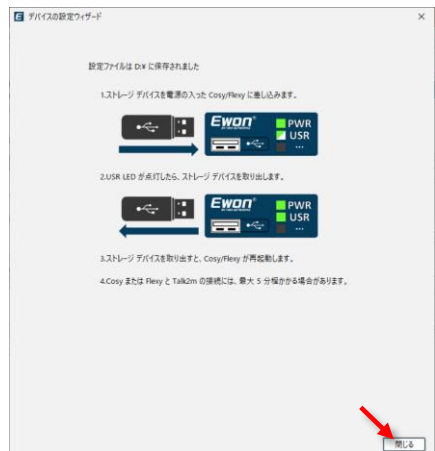 デバイスの設定ウィザード
設定ファイルは D:¥ に保存されました
1.ストレージ デバイスを電源の入った Cosy/Flexy に差し込みます。
Ewon
PWR
USR
...
2.USR LED が点灯したら、ストレージ デバイスを取り出します。
Ewon
PWR
USR
...
3.ストレージ デバイスを取り出すと、Cosy/Flexy が再起動します。
4.Cosy または Flexy と Talk2m の接続には、最大 5 分程かかる場合があります。
閉じる